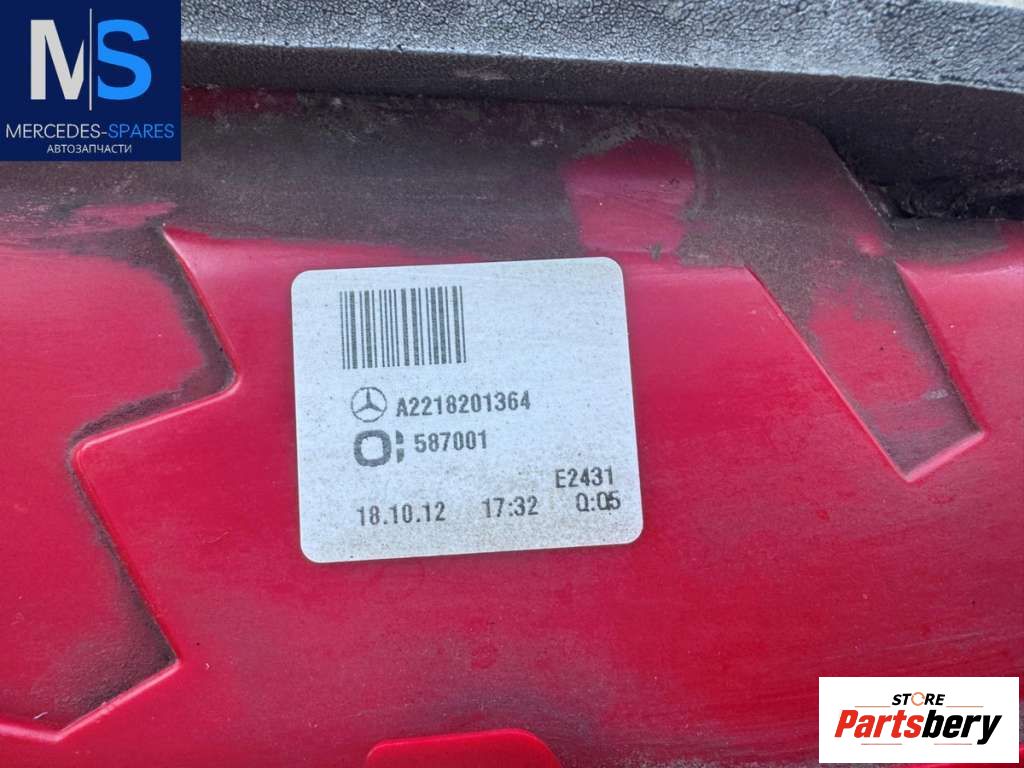 MS
MERCEDES-SPARES
АВТОЗАПЧАСТИ
A2218201364
587001
E2431
18.10.12 17:32 Q:05
STORE
Partsbery